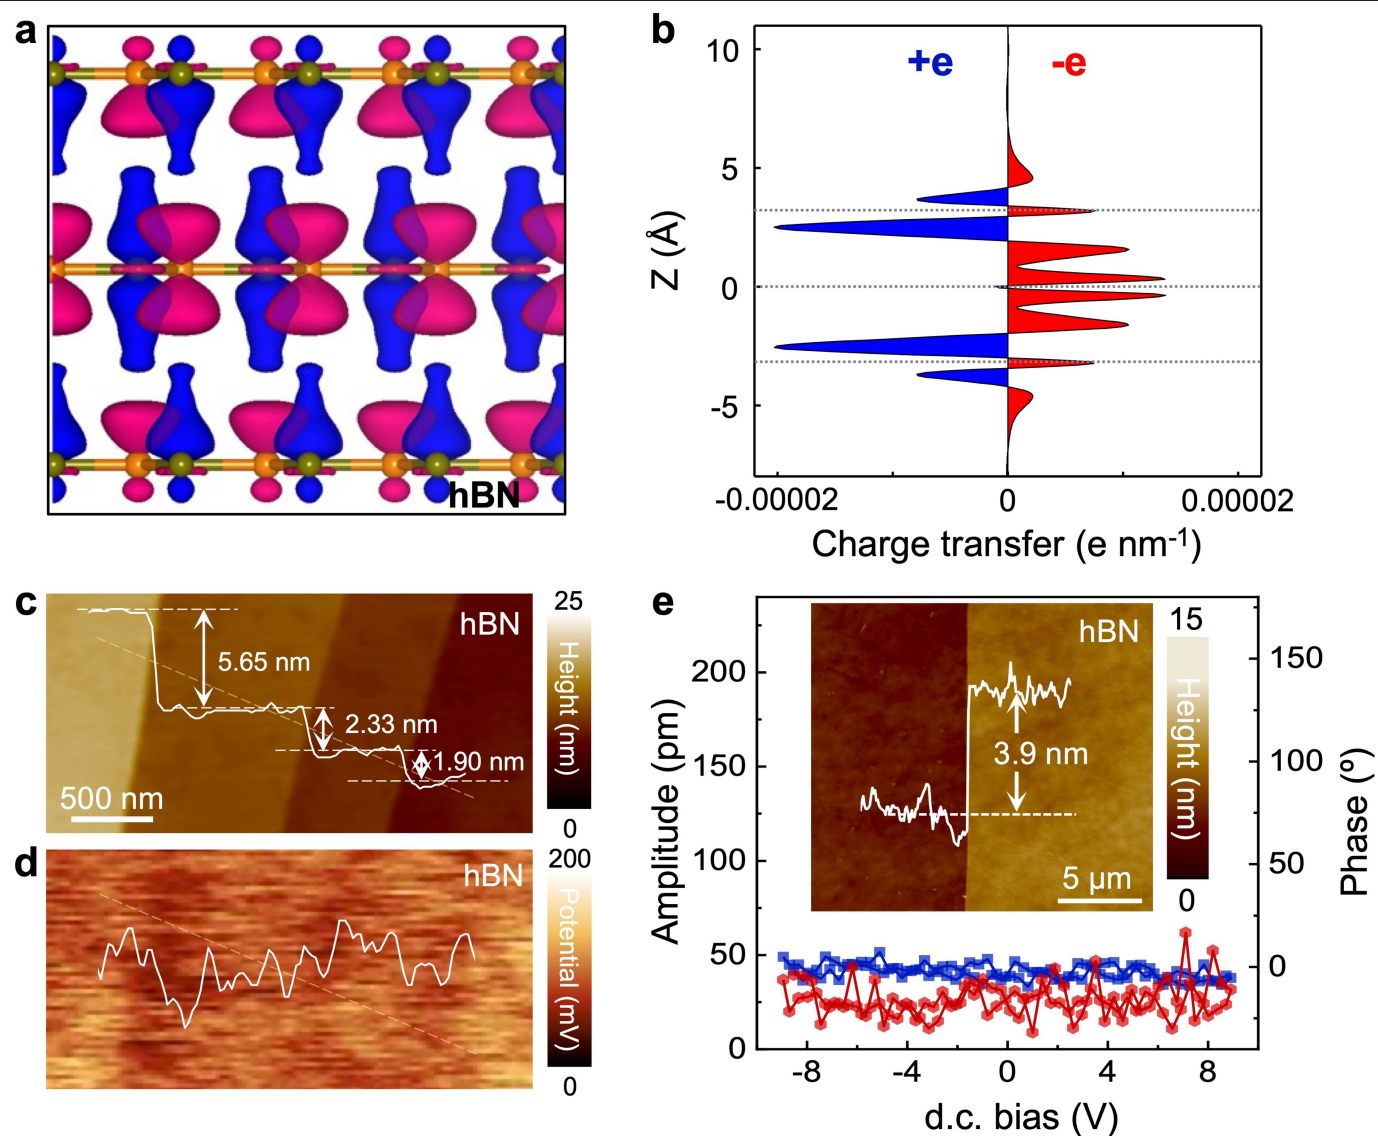 a
hBN
b
+e
-e
10
5
0
-5
Z (Å)
-0.00002
0
0.00002
Charge transfer (e nm⁻¹)
c
hBN
5.65 nm
2.33 nm
1.90 nm
500 nm
25
Height (nm)
0
d
hBN
200
Potential (mV)
0
e
hBN
3.9 nm
5 µm
15
Height (nm)
0
200
150
100
50
0
Amplitude (pm)
150
100
50
0
Phase (º)
-8
-4
0
4
8
d.c. bias (V)